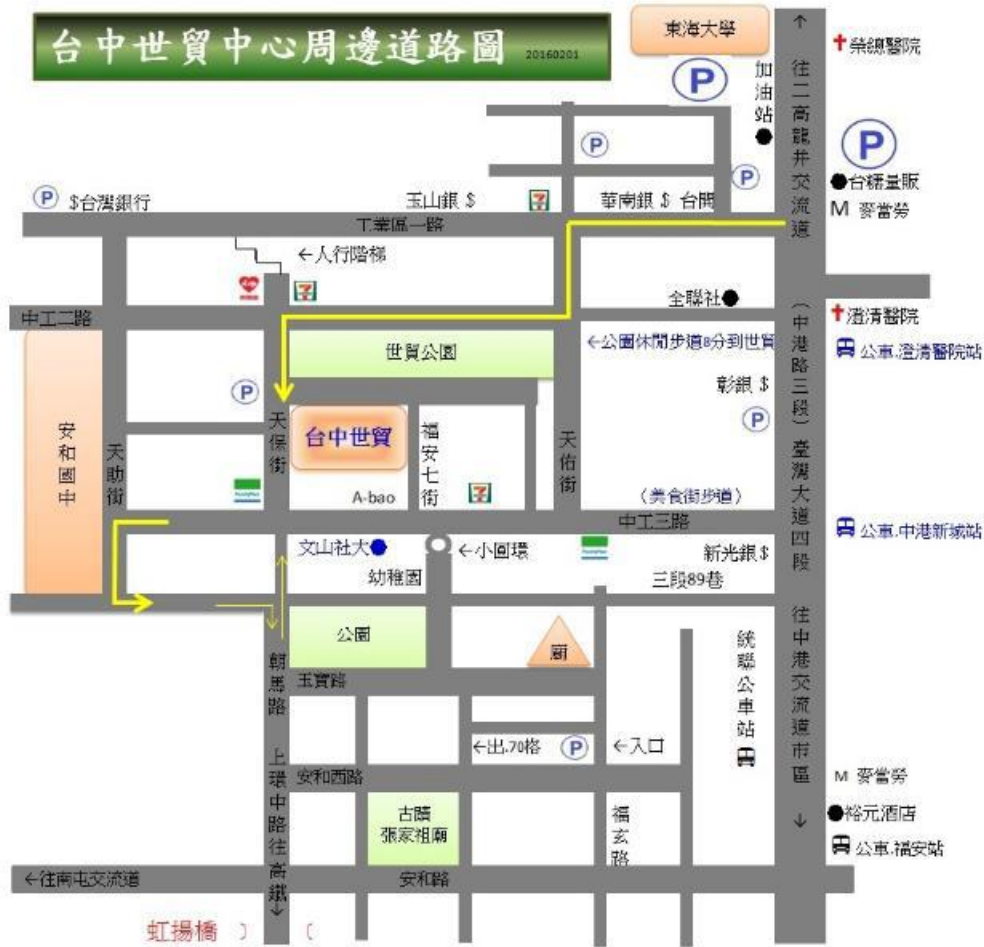 台中世貿中心周邊道路圖 20160201
東海大學
P
加油站
往二高龍井交流道
榮總醫院
P
台糖量販
M 麥當勞
P
P
P
$台灣銀行
玉山銀 $
華南銀 $ 台開
工業區一路
←人行階梯
全聯社
中工二路
(中港路三段)
澄清醫院
公車.澄清醫院站
世貿公園
←公園休閒步道8分到世貿
彰銀 $
P
P
安和國中
天助街
天保街
台中世貿
福安七街
天佑街
臺灣大道四段
A-bao
(美食街步道)
中工三路
公車.中港新城站
文山社大
←小圓環
新光銀$
幼稚園
三段89巷
公園
廟
朝馬路
玉寶路
統聯公車站
往中港交流道市區
←出.70格
P
←入口
上環中路往高鐵
安和西路
M 麥當勞
古蹟
張家祖廟
福玄路
裕元酒店
公車.福安站
←往南屯交流道
安和路
虹揚橋 ) (